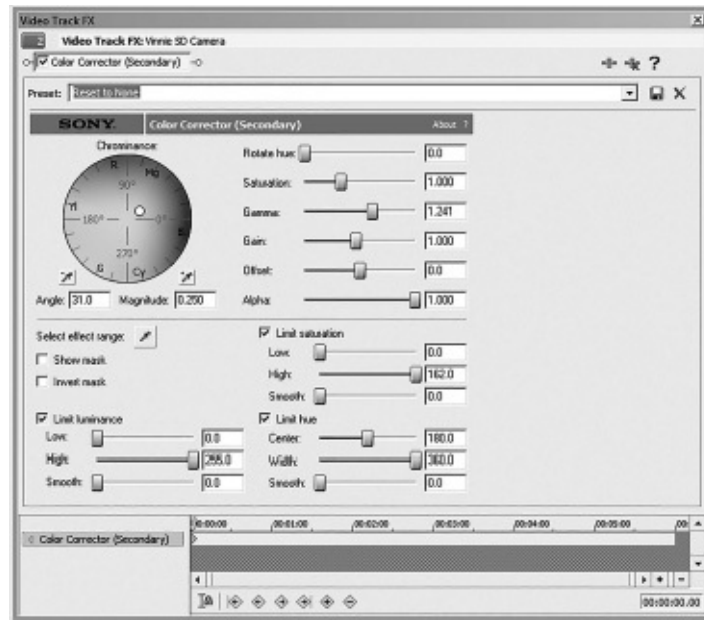 Video Track FX
2 Video Track FX: Vinnie SD Camera
Color Corrector (Secondary)
?
Preset: Reset to None
SONY. Color Corrector (Secondary) About ?
Chrominance:
R
Mg
90°
Yl
180°
0°
B
270°
G
Cy
Angle: 31.0 Magnitude: 0.250
Rotate hue: 0.0
Saturation: 1.000
Gamma: 1.241
Gain: 1.000
Offset: 0.0
Alpha: 1.000
Select effect range:
Show mask
Invert mask
Limit saturation
Low: 0.0
High: 162.0
Smooth: 0.0
Limit luminance
Low: 0.0
High: 255.0
Smooth: 0.0
Limit hue
Center: 180.0
Width: 360.0
Smooth: 0.0
00:00:00 00:01:00 00:02:00 00:03:00 00:04:00 00:05:00 00:
Color Corrector (Secondary)
00:00:00.00